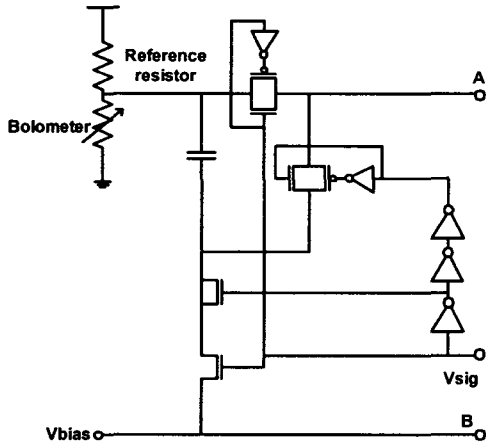 Reference
resistor
A
Bolometer
Vsig
B
Vbias